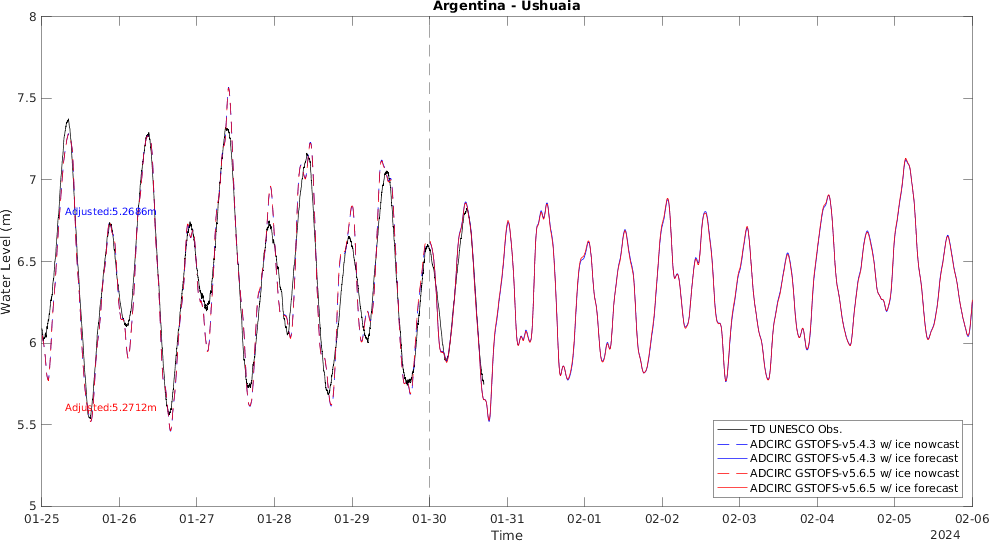 Argentina - Ushuaia
8
7.5
7
6.5
6
5.5
5
Water Level (m)
Adjusted:5.2686m
Adjusted:5.2712m
TD UNESCO Obs.
ADCIRC GSTOFS-v5.4.3 w/ ice nowcast
ADCIRC GSTOFS-v5.4.3 w/ ice forecast
ADCIRC GSTOFS-v5.6.5 w/ ice nowcast
ADCIRC GSTOFS-v5.6.5 w/ ice forecast
01-25 01-26 01-27 01-28 01-29 01-30 01-31 02-01 02-02 02-03 02-04 02-05 02-06
Time
2024